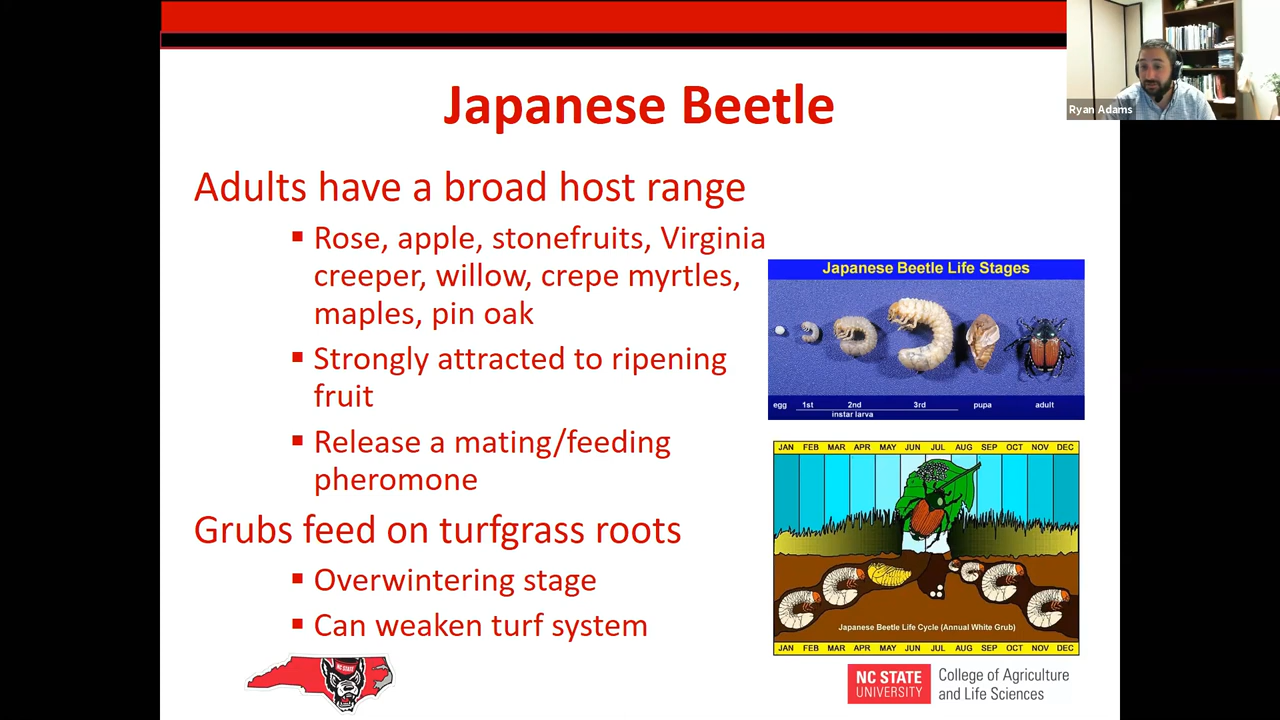 Japanese Beetle
Ryan Adams
Adults have a broad host range
▪ Rose, apple, stonefruits, Virginia
creeper, willow, crepe myrtles,
maples, pin oak
▪ Strongly attracted to ripening
fruit
▪ Release a mating/feeding
pheromone
Grubs feed on turfgrass roots
▪ Overwintering stage
▪ Can weaken turf system
Japanese Beetle Life Stages
egg 1st 2nd 3rd pupa adult
instar larva
JAN FEB MAR APR MAY JUN JUL AUG SEP OCT NOV DEC
Japanese Beetle Life Cycle (Annual White Grub)
JAN FEB MAR APR MAY JUN JUL AUG SEP OCT NOV DEC
NC STATE
NC STATE
UNIVERSITY
College of Agriculture
and Life Sciences